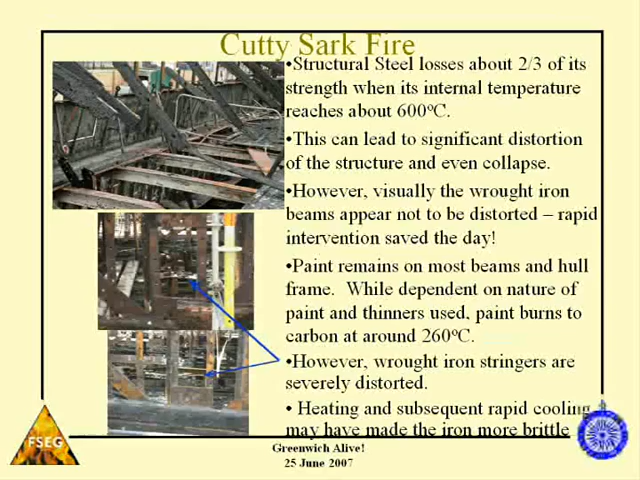 Cutty Sark Fire
•Structural Steel losses about 2/3 of its
strength when its internal temperature
reaches about 600°C.
•This can lead to significant distortion
of the structure and even collapse.
•However, visually the wrought iron
beams appear not to be distorted – rapid
intervention saved the day!
•Paint remains on most beams and hull
frame. While dependent on nature of
paint and thinners used, paint burns to
carbon at around 260°C.
•However, wrought iron stringers are
severely distorted.
• Heating and subsequent rapid cooling
may have made the iron more brittle
FSEG
Greenwich Alive!
25 June 2007